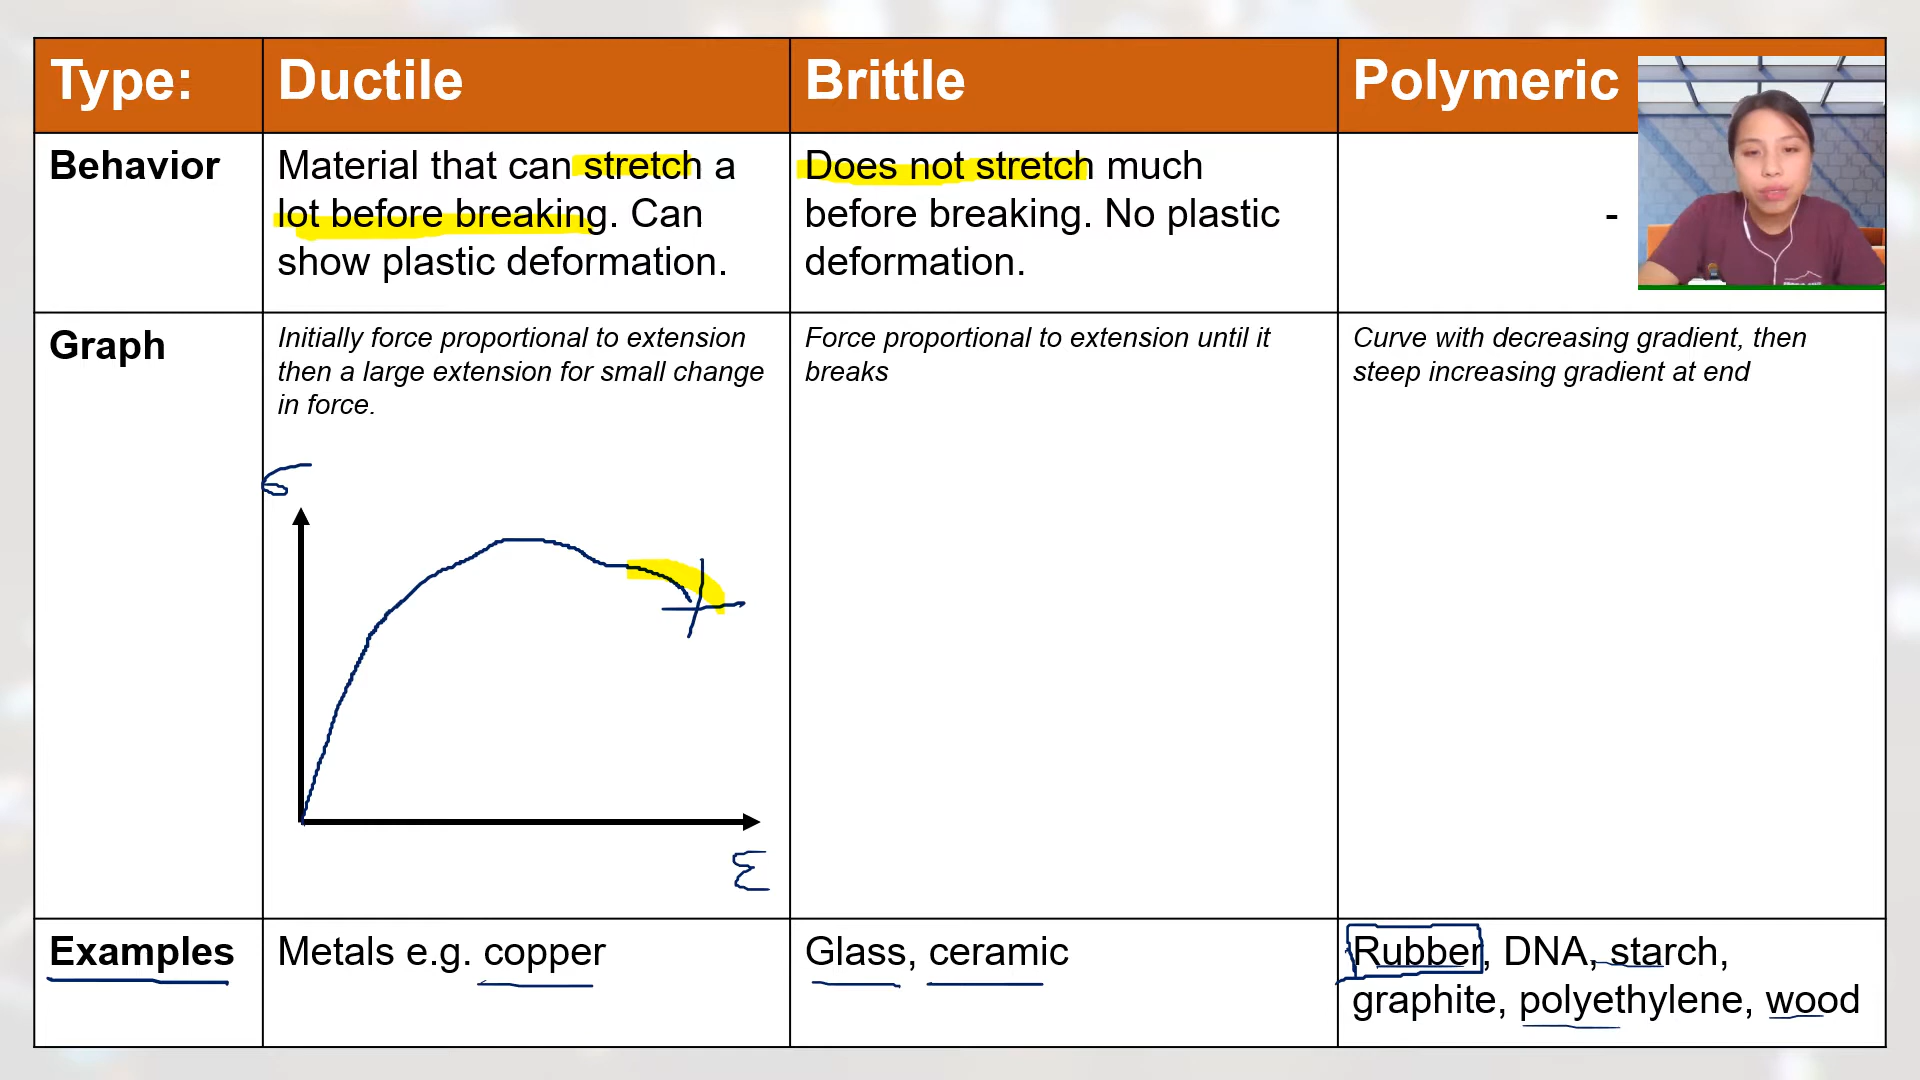 Type:
Ductile
Brittle
Polymeric
Behavior
Material that can stretch a
lot before breaking. Can
show plastic deformation.
Does not stretch much
before breaking. No plastic
deformation.
-
Graph
Initially force proportional to extension
then a large extension for small change
in force.
σ
ε
Force proportional to extension until it
breaks
Curve with decreasing gradient, then
steep increasing gradient at end
Examples
Metals e.g. copper
Glass, ceramic
Rubber, DNA, starch,
graphite, polyethylene, wood